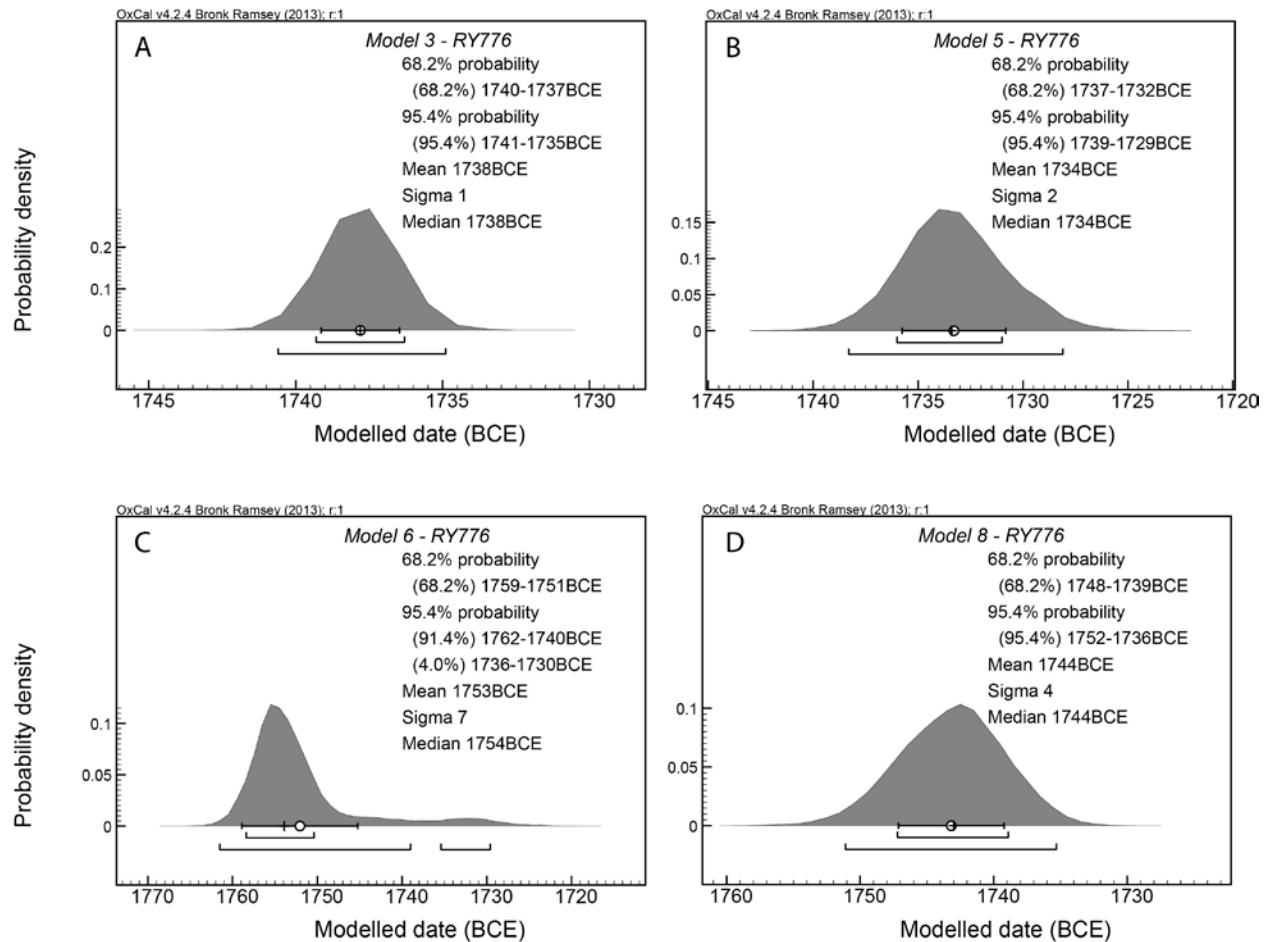 OxCal v4.2.4 Bronk Ramsey (2013); r:1
A
Model 3 - RY776
68.2% probability
(68.2%) 1740-1737BCE
95.4% probability
(95.4%) 1741-1735BCE
Mean 1738BCE
Sigma 1
Median 1738BCE
Probability density
0.2
0.1
0
1745 1740 1735 1730
Modelled date (BCE)
OxCal v4.2.4 Bronk Ramsey (2013); r:1
B
Model 5 - RY776
68.2% probability
(68.2%) 1737-1732BCE
95.4% probability
(95.4%) 1739-1729BCE
Mean 1734BCE
Sigma 2
Median 1734BCE
0.15
0.1
0.05
0
1745 1740 1735 1730 1725 1720
Modelled date (BCE)
OxCal v4.2.4 Bronk Ramsey (2013); r:1
C
Model 6 - RY776
68.2% probability
(68.2%) 1759-1751BCE
95.4% probability
(91.4%) 1762-1740BCE
(4.0%) 1736-1730BCE
Mean 1753BCE
Sigma 7
Median 1754BCE
Probability density
0.1
0.05
0
1770 1760 1750 1740 1730 1720
Modelled date (BCE)
OxCal v4.2.4 Bronk Ramsey (2013); r:1
D
Model 8 - RY776
68.2% probability
(68.2%) 1748-1739BCE
95.4% probability
(95.4%) 1752-1736BCE
Mean 1744BCE
Sigma 4
Median 1744BCE
0.1
0.05
0
1760 1750 1740 1730
Modelled date (BCE)